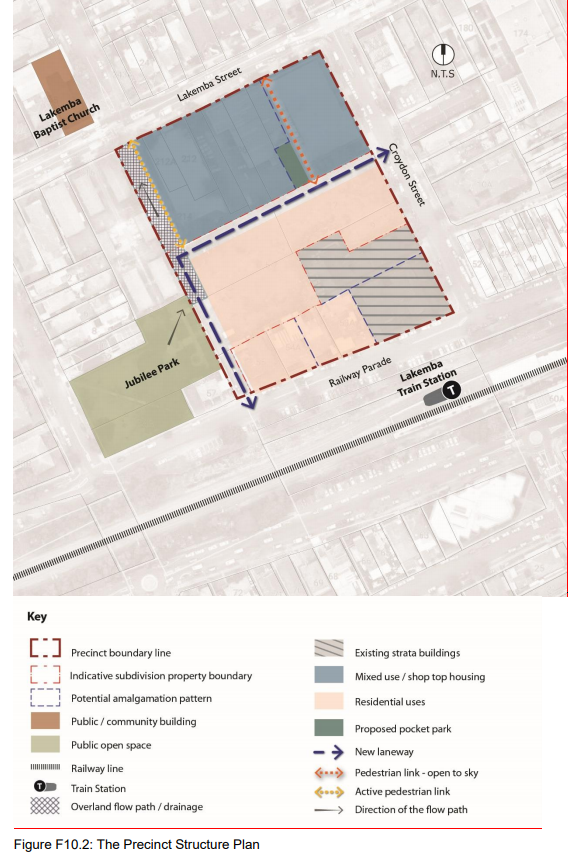 Lakemba Street
N.T.S
Lakemba
Baptist Church
Croydon Street
Jubilee Park
Railway Parade
Lakemba
Train Station
T
Key
Precinct boundary line
Indicative subdivision property boundary
Potential amalgamation pattern
Public / community building
Public open space
Railway line
T Train Station
Overland flow path / drainage
Existing strata buildings
Mixed use / shop top housing
Residential uses
Proposed pocket park
New laneway
Pedestrian link - open to sky
Active pedestrian link
Direction of the flow path
Figure F10.2: The Precinct Structure Plan